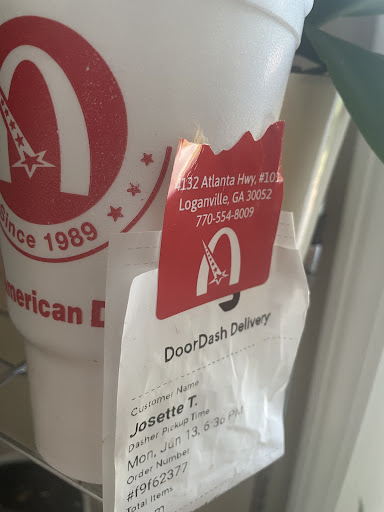 Since 1989
American D
4132 Atlanta Hwy, #101
Loganville, GA 30052
770-554-8009
DoorDash Delivery
Customer Name
Josette T.
Dasher Pickup Time
Mon, Jun 13, 6:36 PM
Order Number
#f9f62377
Total Items